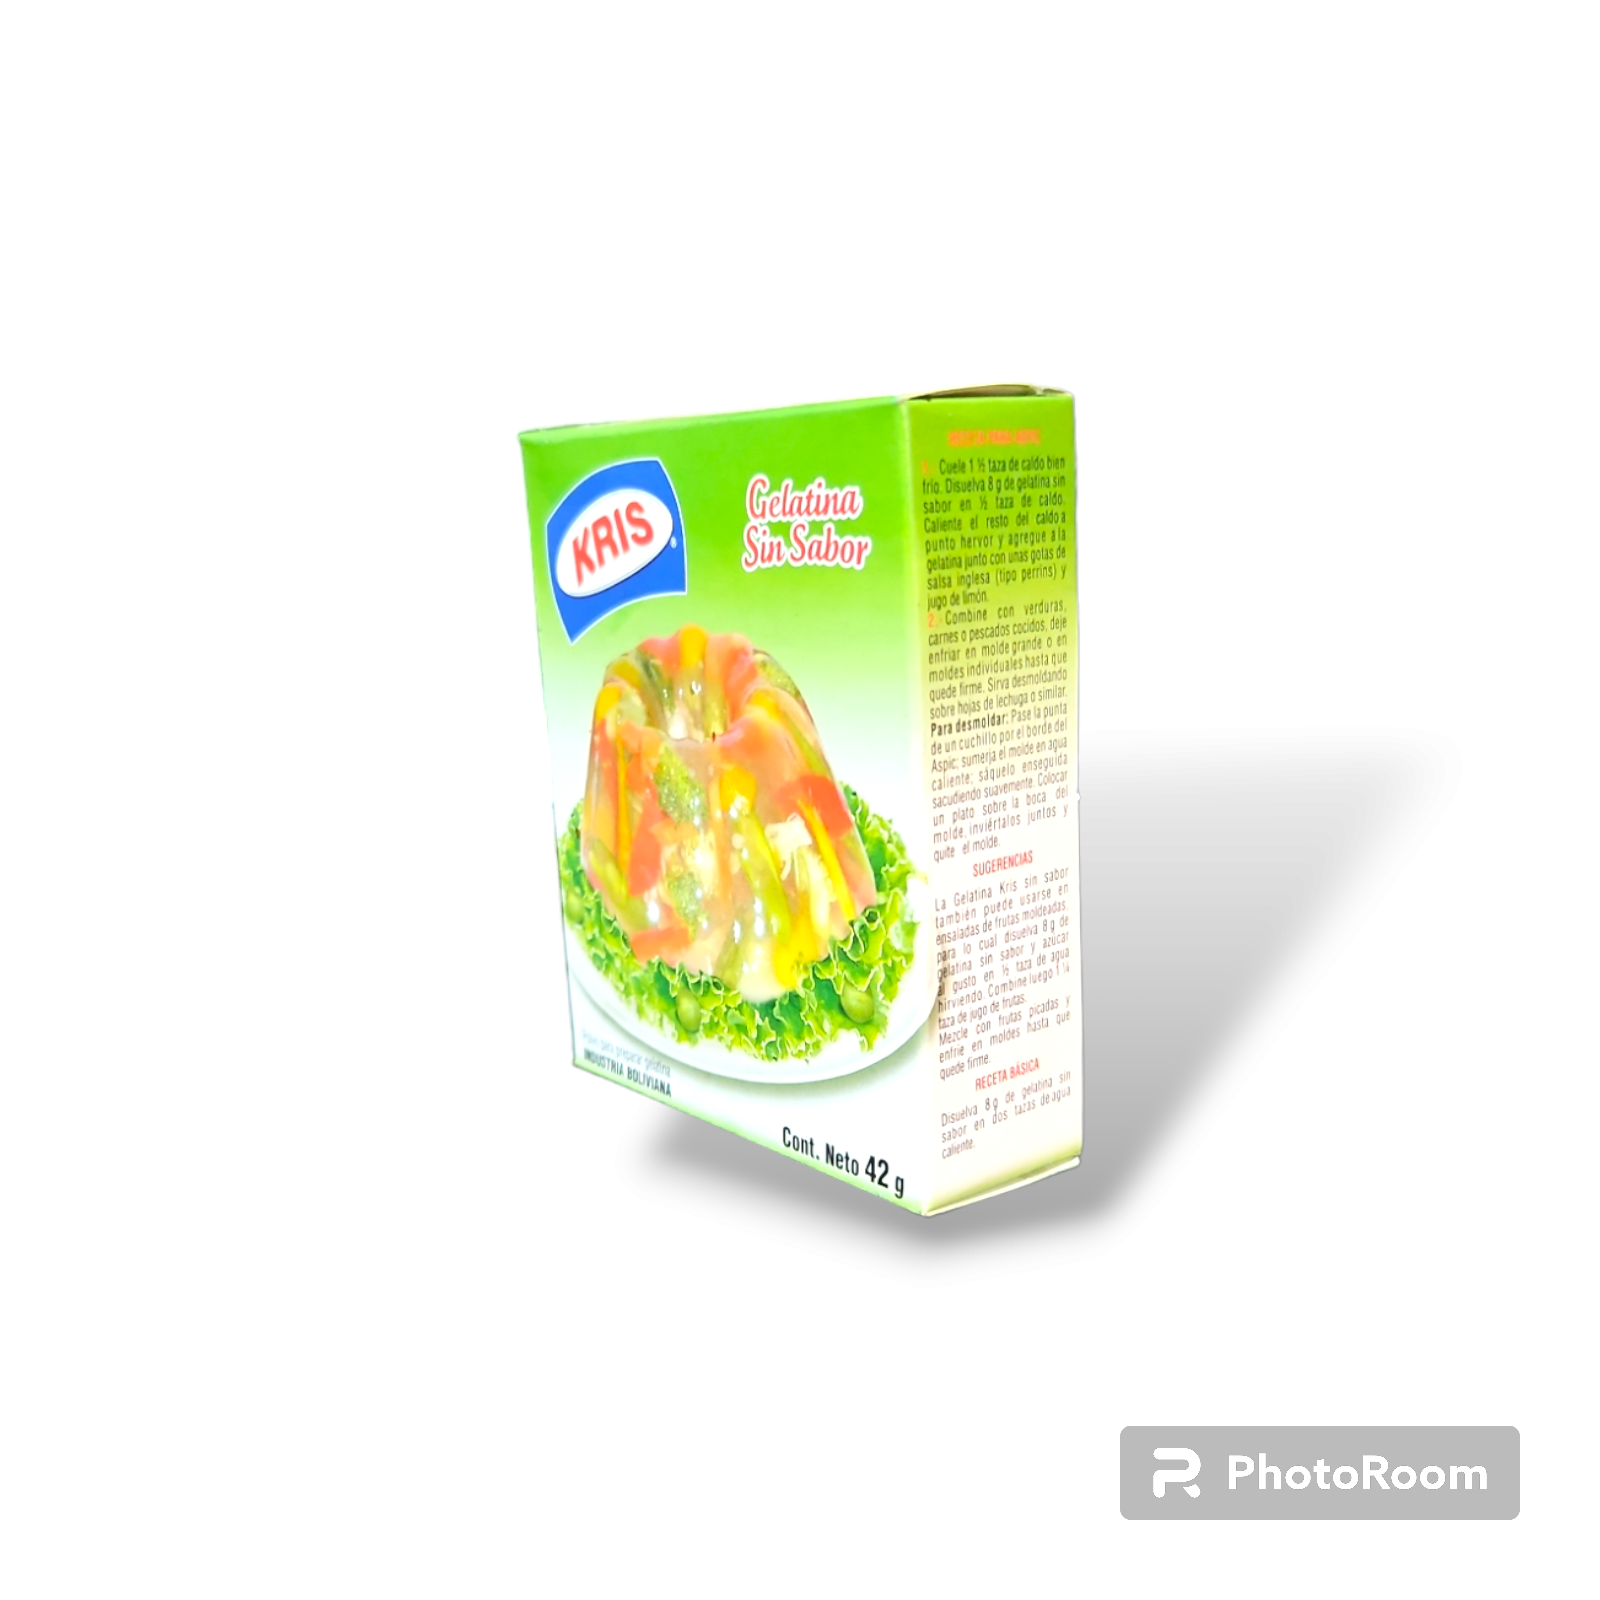 KRIS
®
Gelatina
Sin Sabor
Polvo para preparar gelatina
INDUSTRIA BOLIVIANA
Cont. Neto 42 g
RECETA PARA ASPIC
1.- Cuele 1 ½ taza de caldo bien
frío. Disuelva 8 g de gelatina sin
sabor en ½ taza de caldo.
Caliente el resto del caldo a
punto hervor y agregue a la
gelatina junto con unas gotas de
salsa inglesa (tipo perrins) y
jugo de limón.
2.- Combine con verduras,
carnes o pescados cocidos, deje
enfriar en molde grande o en
moldes individuales hasta que
quede firme. Sirva desmoldando
sobre hojas de lechuga o similar.
Para desmoldar: Pase la punta
de un cuchillo por el borde del
Aspic; sumerja el molde en agua
caliente; sáquelo enseguida
sacudiendo suavemente. Colocar
un plato sobre la boca del
molde, inviértalos juntos y
quite el molde.
SUGERENCIAS
La Gelatina Kris sin sabor
también puede usarse en
ensaladas de frutas moldeadas,
para lo cual disuelva 8 g de
gelatina sin sabor y azúcar
al gusto en ½ taza de agua
hirviendo. Combine luego 1 ¼
taza de jugo de frutas.
Mezcle con frutas picadas y
enfríe en moldes hasta que
quede firme.
RECETA BÁSICA
Disuelva 8 g de gelatina sin
sabor en dos tazas de agua
caliente.
PhotoRoom